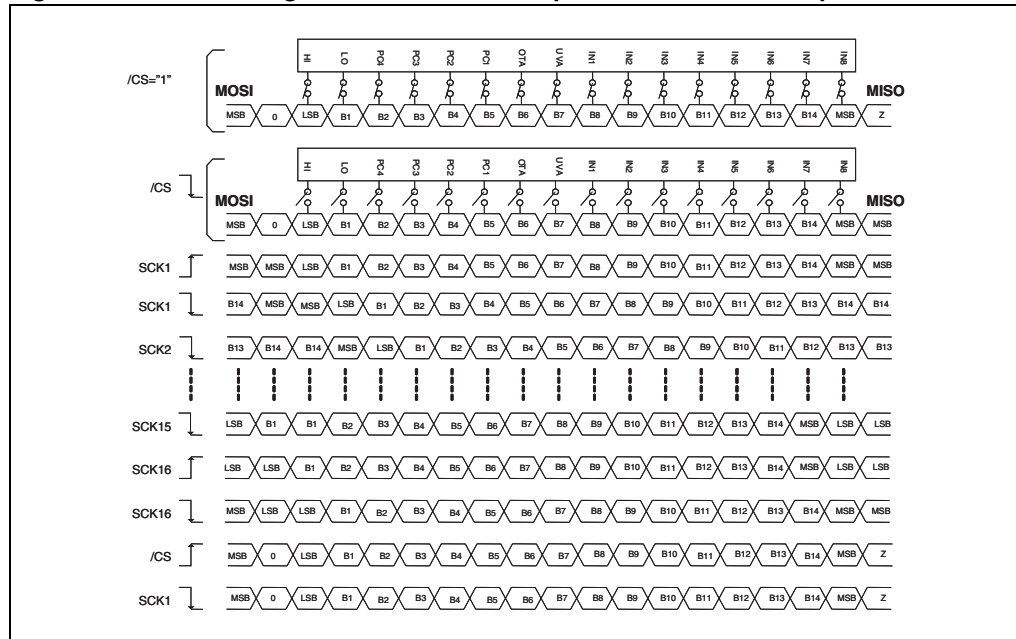 HI LO PC4 PC3 PC2 PC1 OTA UVA IN1 IN2 IN3 IN4 IN5 IN6 IN7 IN8
/CS="1"
MOSI MISO
MSB 0 LSB B1 B2 B3 B4 B5 B6 B7 B8 B9 B10 B11 B12 B13 B14 MSB Z
HI LO PC4 PC3 PC2 PC1 OTA UVA IN1 IN2 IN3 IN4 IN5 IN6 IN7 IN8
/CS
MOSI MISO
MSB 0 LSB B1 B2 B3 B4 B5 B6 B7 B8 B9 B10 B11 B12 B13 B14 MSB MSB
SCK1 MSB MSB LSB B1 B2 B3 B4 B5 B6 B7 B8 B9 B10 B11 B12 B13 B14 MSB MSB
SCK1 B14 MSB MSB LSB B1 B2 B3 B4 B5 B6 B7 B8 B9 B10 B11 B12 B13 B14 B14
SCK2 B13 B14 B14 MSB LSB B1 B2 B3 B4 B5 B6 B7 B8 B9 B10 B11 B12 B13 B13
SCK15 LSB B1 B1 B2 B3 B4 B5 B6 B7 B8 B9 B10 B11 B12 B13 B14 MSB LSB LSB
SCK16 LSB LSB B1 B2 B3 B4 B5 B6 B7 B8 B9 B10 B11 B12 B13 B14 MSB LSB LSB
SCK16 MSB LSB LSB B1 B2 B3 B4 B5 B6 B7 B8 B9 B10 B11 B12 B13 B14 MSB MSB
/CS MSB 0 LSB B1 B2 B3 B4 B5 B6 B7 B8 B9 B10 B11 B12 B13 B14 MSB Z
SCK1 MSB 0 LSB B1 B2 B3 B4 B5 B6 B7 B8 B9 B10 B11 B12 B13 B14 MSB Z